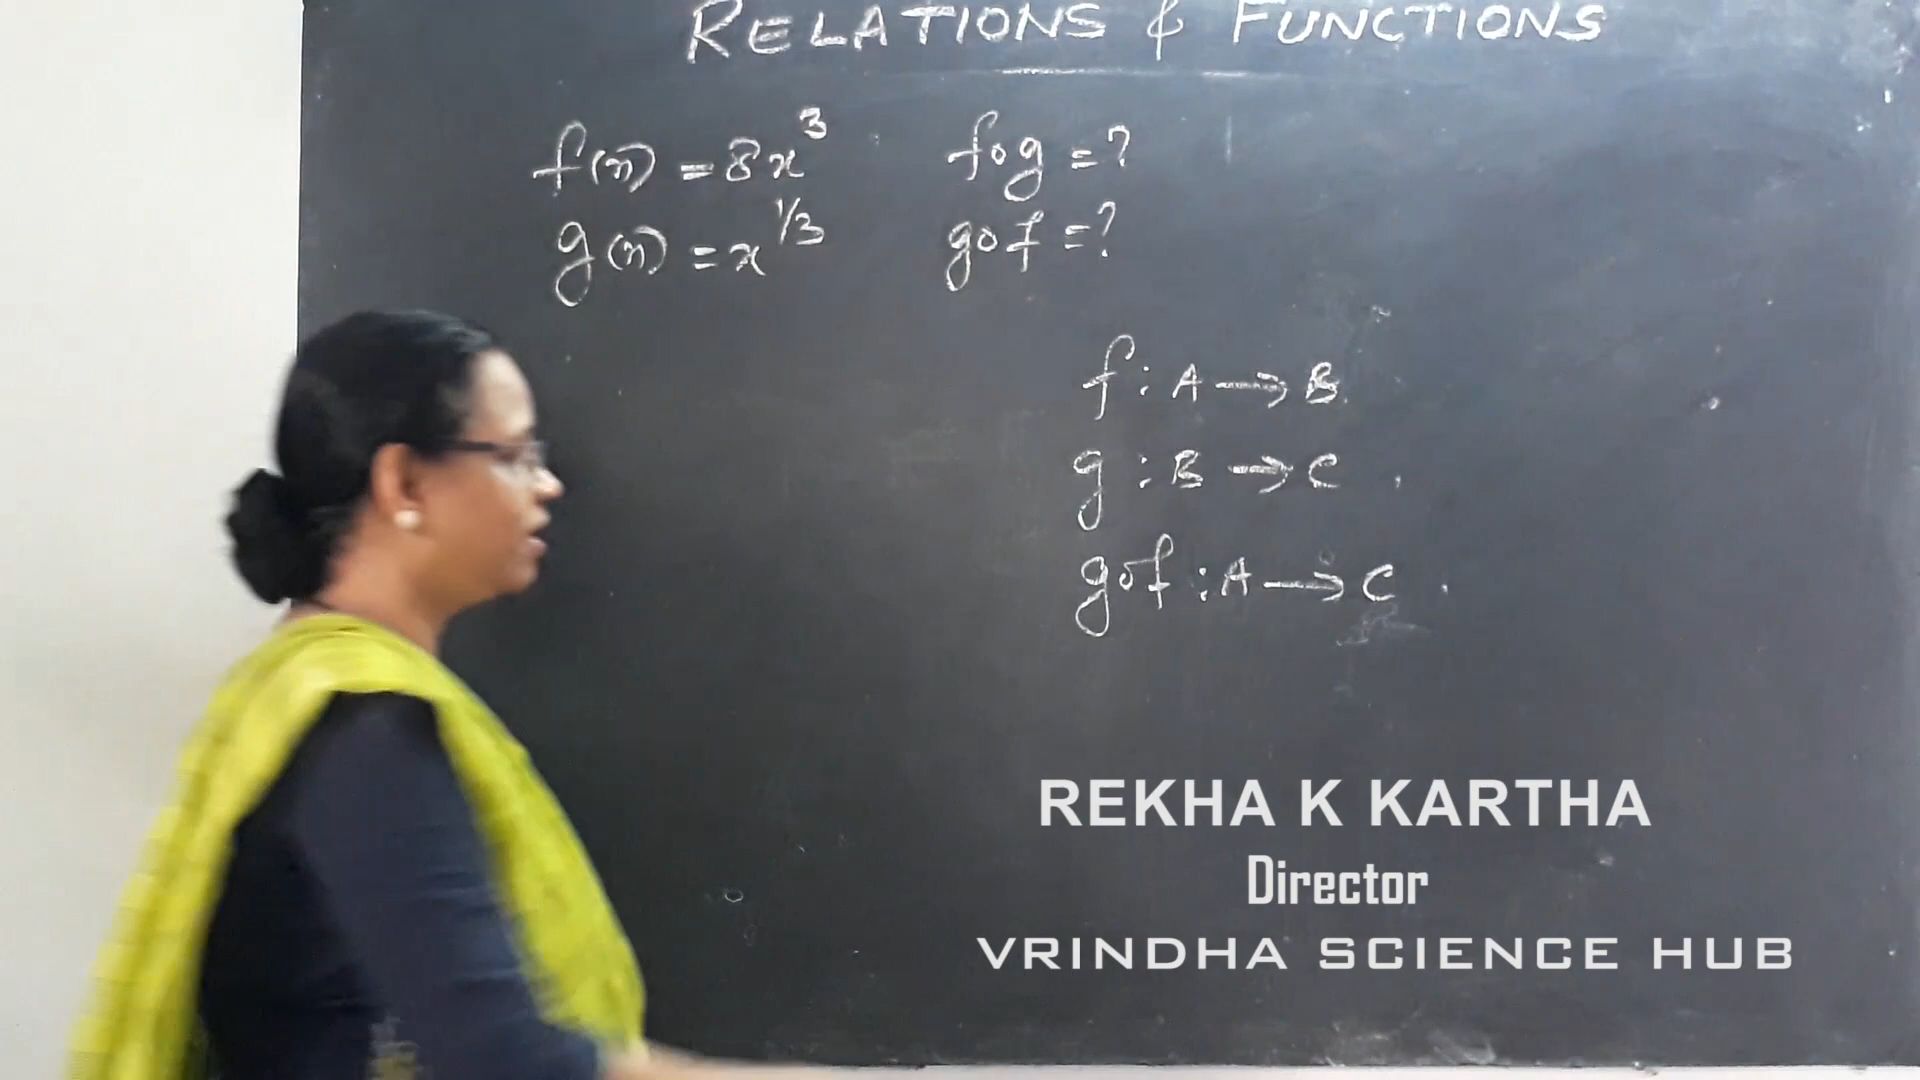 RELATIONS & FUNCTIONS
f(x) = 8x³ fog = ?
g(x) = x^1/3 gof = ?
f : A → B.
g : B → C .
gof : A → C .
REKHA K KARTHA
Director
VRINDHA SCIENCE HUB